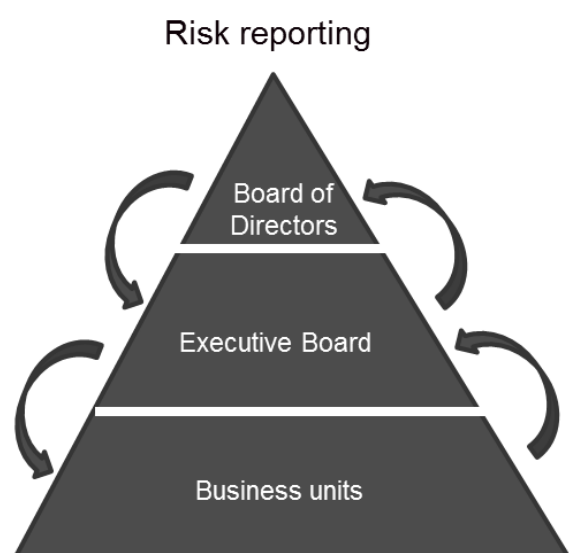 Risk reporting
Board of
Directors
Executive Board
Business units